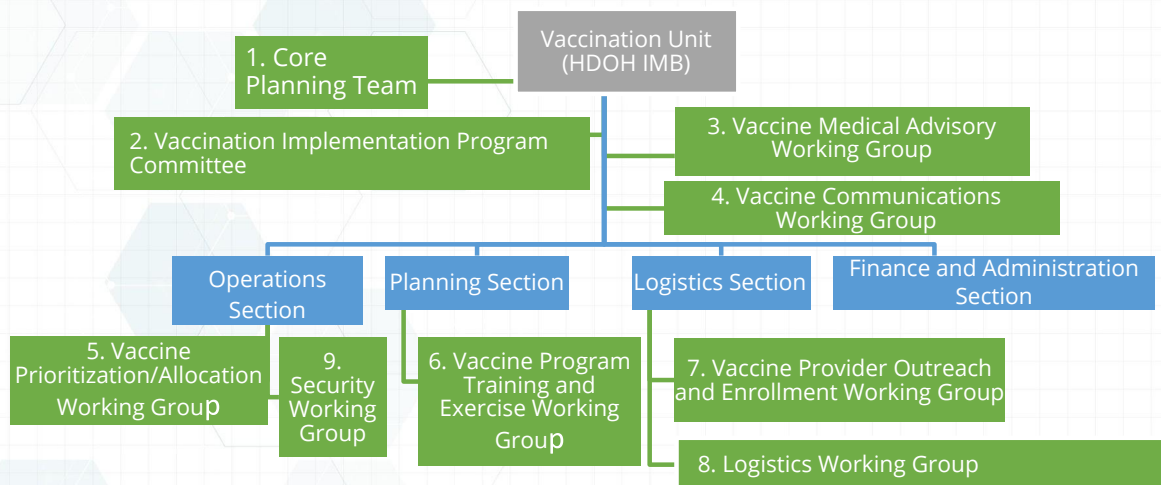 Vaccination Unit
(HDOH IMB)
1. Core
Planning Team
2. Vaccination Implementation Program
Committee
3. Vaccine Medical Advisory
Working Group
4. Vaccine Communications
Working Group
Operations
Section
Planning Section
Logistics Section
Finance and Administration
Section
5. Vaccine
Prioritization/Allocation
Working Group
9.
Security
Working
Group
6. Vaccine Program
Training and
Exercise Working
Group
7. Vaccine Provider Outreach
and Enrollment Working Group
8. Logistics Working Group